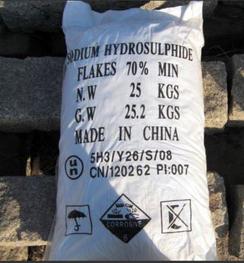 SODIUM HYDROSULPHIDE
FLAKES 70% MIN
N.W 25 KGS
G.W 25.2 KGS
MADE IN CHINA
un 5H3/Y26/S/08
CN/120262 PI:007
CORROSIVE
8